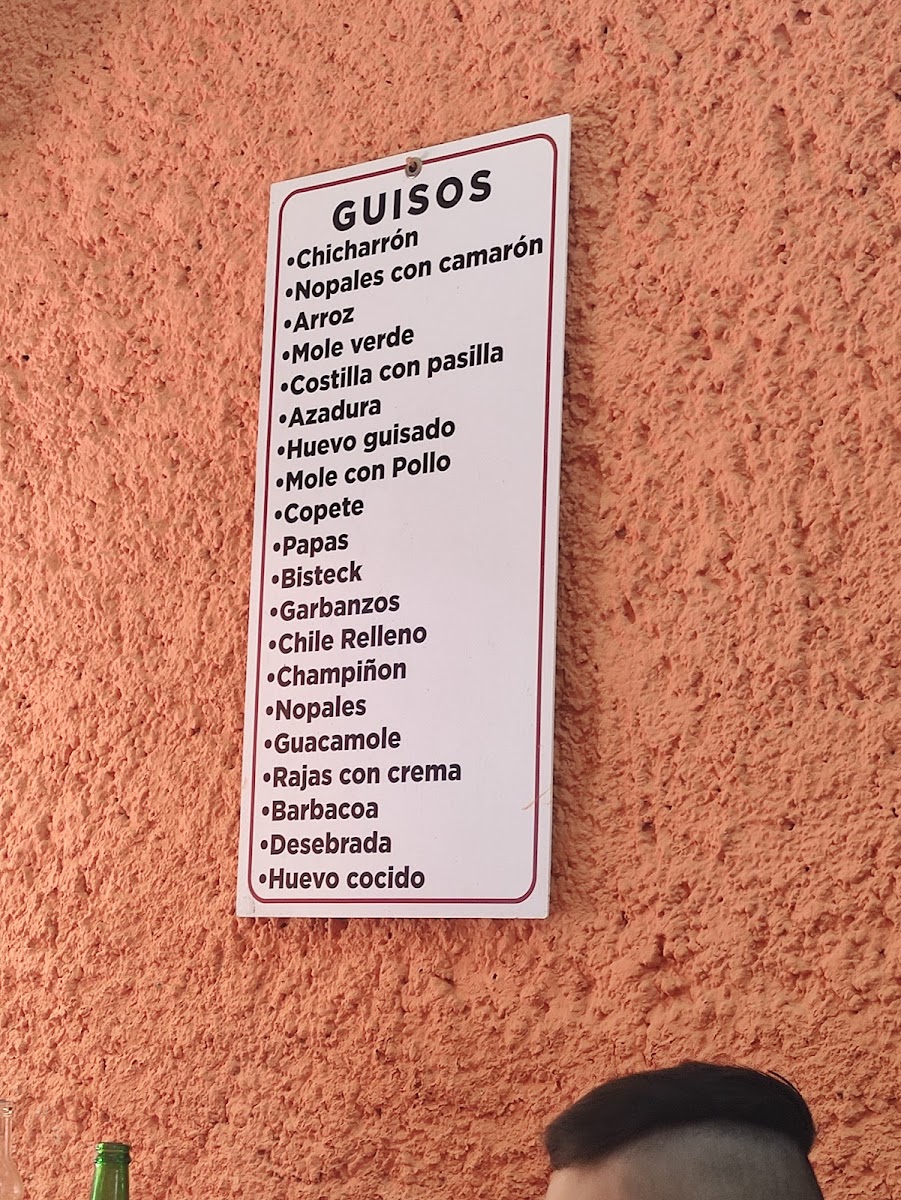 GUISOS
•Chicharrón
•Nopales con camarón
•Arroz
•Mole verde
•Costilla con pasilla
•Azadura
•Huevo guisado
•Mole con Pollo
•Copete
•Papas
•Bisteck
•Garbanzos
•Chile Relleno
•Champiñon
•Nopales
•Guacamole
•Rajas con crema
•Barbacoa
•Desebrada
•Huevo cocido